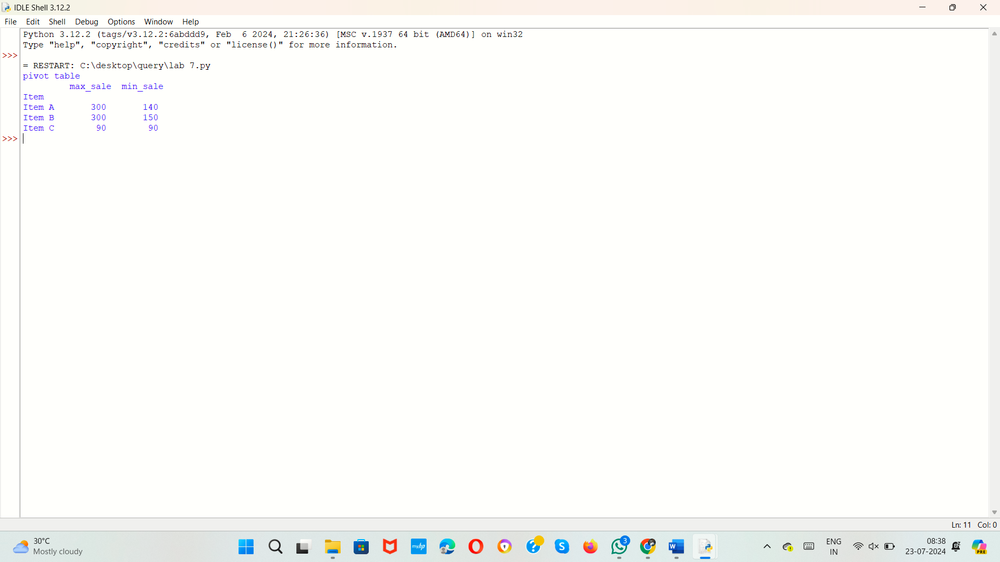 IDLE Shell 3.12.2
File Edit Shell Debug Options Window Help
Python 3.12.2 (tags/v3.12.2:6abddd9, Feb  6 2024, 21:26:36) [MSC v.1937 64 bit (AMD64)] on win32
Type "help", "copyright", "credits" or "license()" for more information.
>>>
= RESTART: C:\desktop\query\lab 7.py
pivot table
max_sale  min_sale
Item
Item A 300 140
Item B 300 150
Item C 90 90
>>>
Ln: 11 Col: 0
30°C
Mostly cloudy
myhp
3
ENG
IN
08:38
23-07-2024
PRE